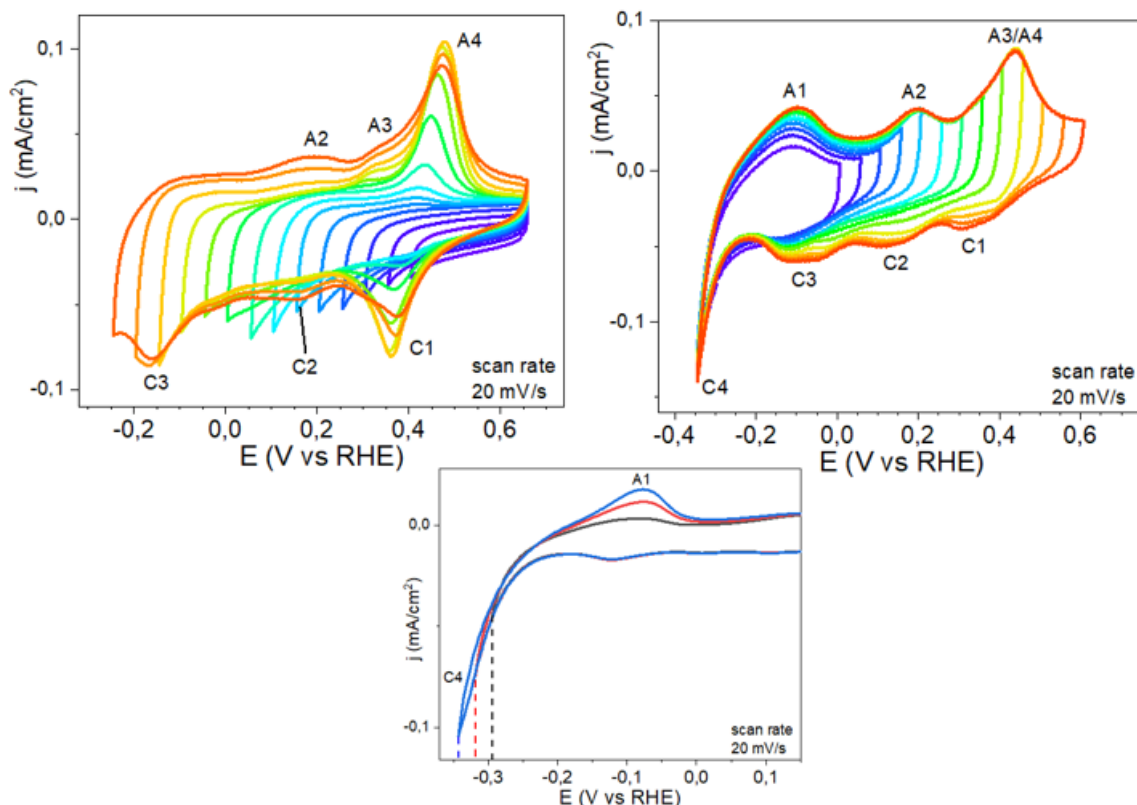 0,1
A4
A3
A2
j (mA/cm²)
0,0
C1
C2
C3
-0,1
scan rate
20 mV/s
-0,2 0,0 0,2 0,4 0,6
E (V vs RHE)
0,1
A3/A4
A1
A2
j (mA/cm²)
0,0
C1
C2
C3
-0,1
C4
scan rate
20 mV/s
-0,4 -0,2 0,0 0,2 0,4 0,6
E (V vs RHE)
A1
0,0
j (mA/cm²)
C4
-0,1
scan rate
20 mV/s
-0,3 -0,2 -0,1 0,0 0,1
E (V vs RHE)